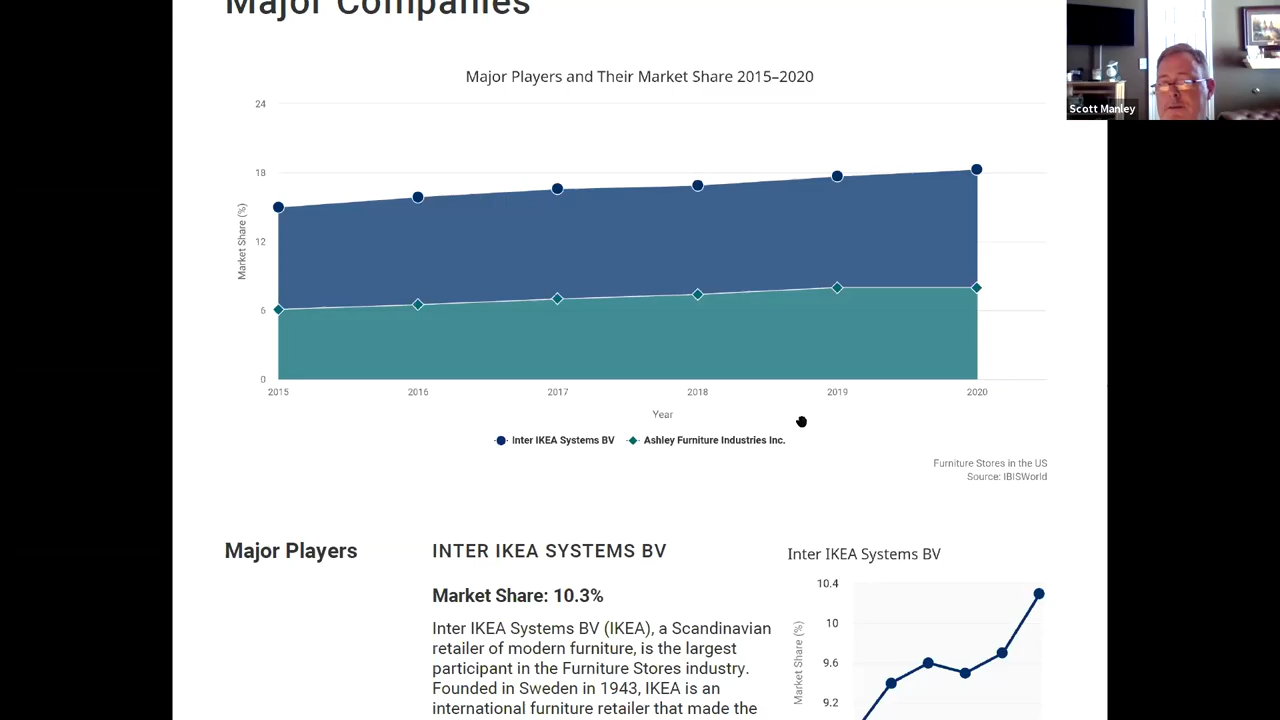 Major Companies
Scott Manley
Major Players and Their Market Share 2015–2020
24
18
12
6
0
Market Share (%)
2015 2016 2017 2018 2019 2020
Year
Inter IKEA Systems BV Ashley Furniture Industries Inc.
Furniture Stores in the US
Source: IBISWorld
Major Players
INTER IKEA SYSTEMS BV
Market Share: 10.3%
Inter IKEA Systems BV (IKEA), a Scandinavian
retailer of modern furniture, is the largest
participant in the Furniture Stores industry.
Founded in Sweden in 1943, IKEA is an
international furniture retailer that made the
Inter IKEA Systems BV
10.4
10
9.6
9.2
Market Share (%)